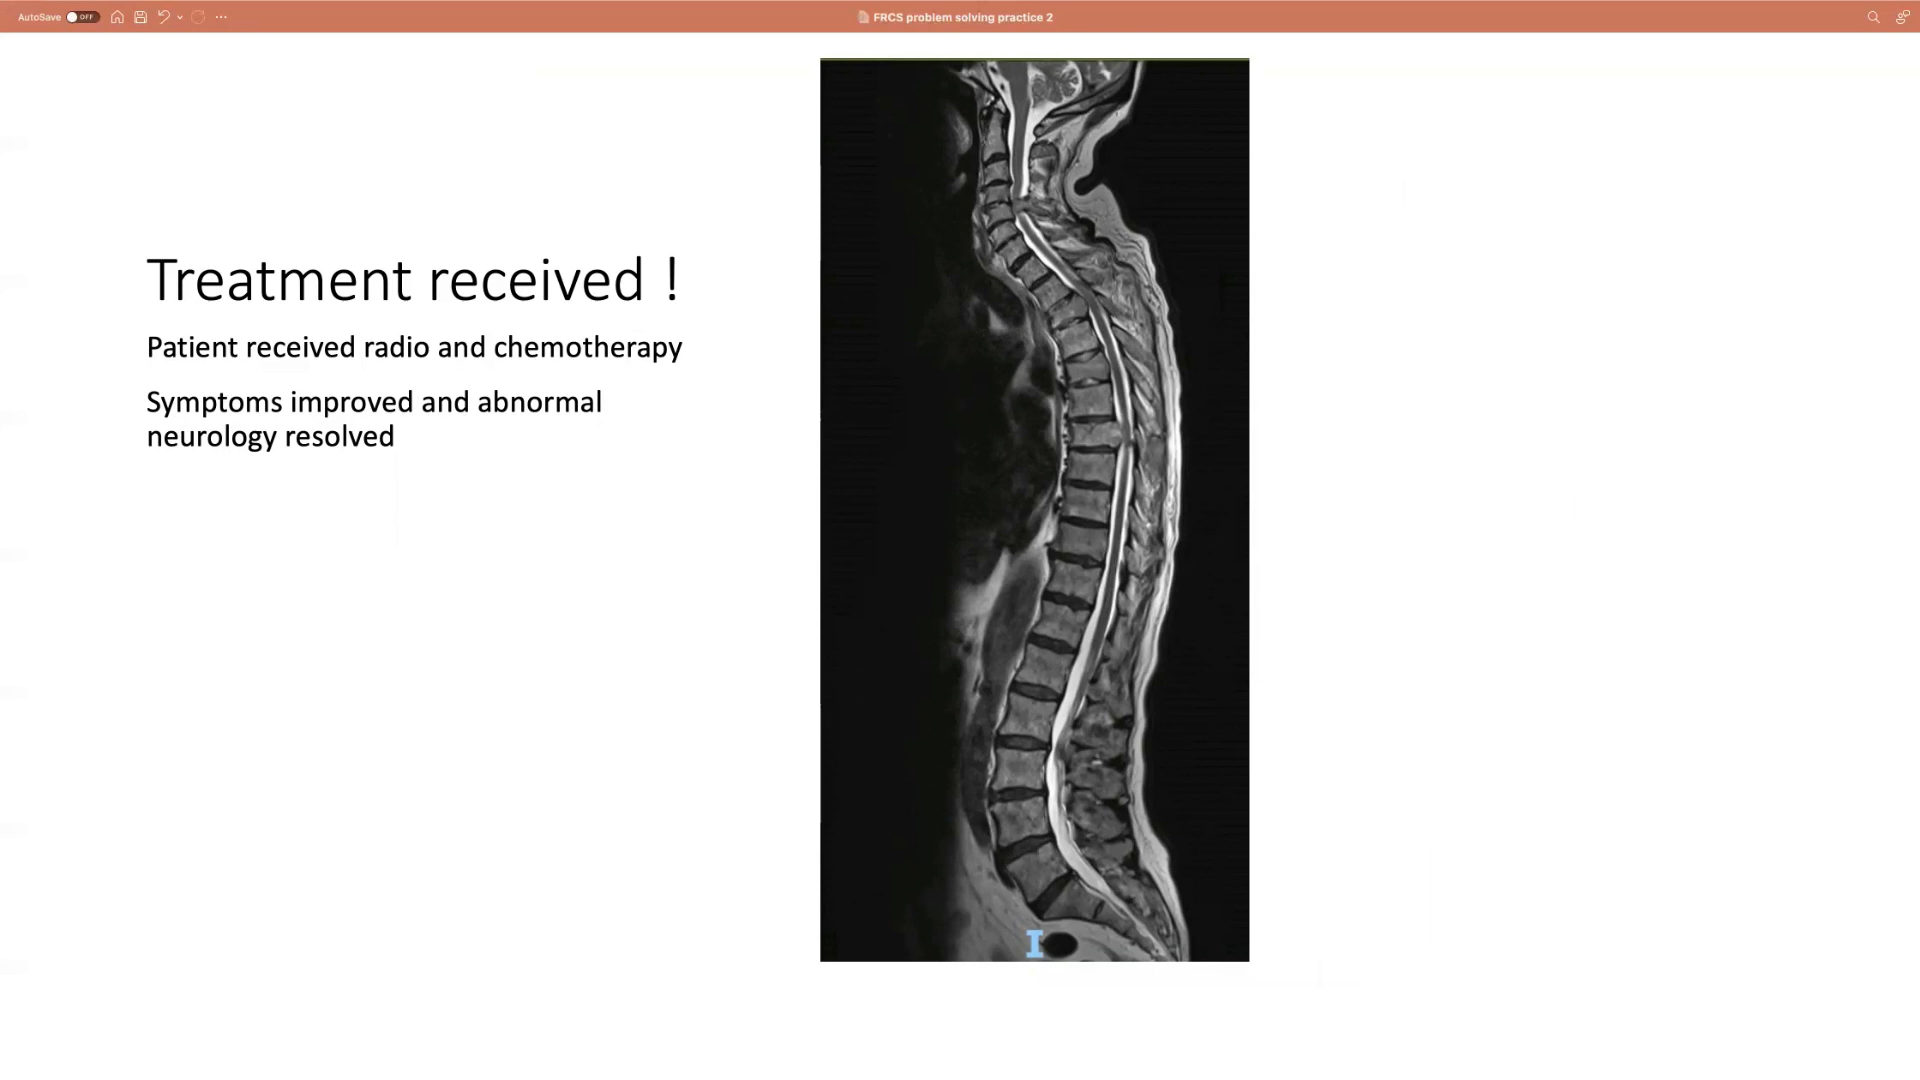 AutoSave OFF
FRCS problem solving practice 2
Treatment received !
Patient received radio and chemotherapy
Symptoms improved and abnormal
neurology resolved